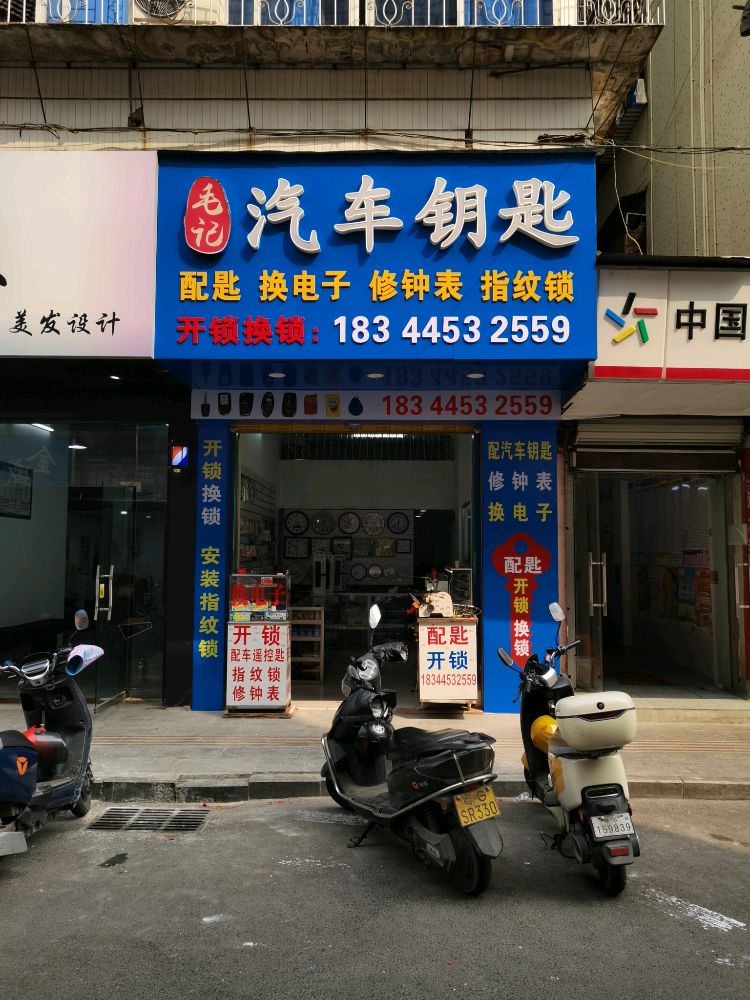 毛记
汽车钥匙
配匙 换电子 修钟表 指纹锁
开锁换锁：183 4453 2559
183 4453 2559
美发设计
中国
开锁换锁 安装指纹锁
配汽车钥匙
修钟表
换电子
配匙
开锁换锁
换电子
开锁
配车遥控匙
指纹锁
修钟表
配匙
开锁
18344532559
粤·G
SR330
159839